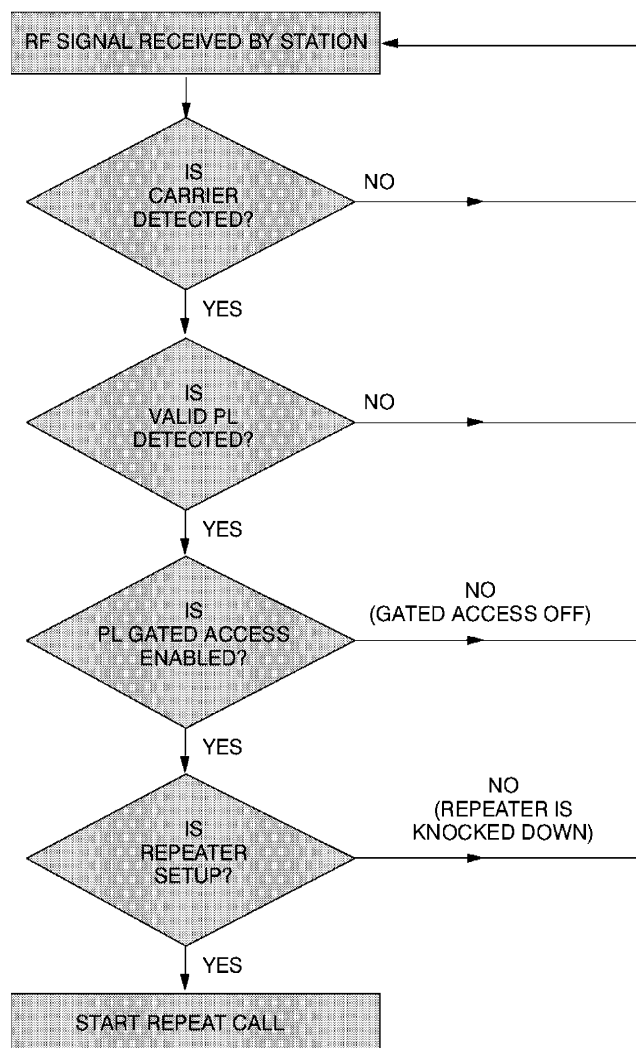 RF SIGNAL RECEIVED BY STATION
IS
CARRIER
DETECTED?
NO
YES
IS
VALID PL
DETECTED?
NO
YES
IS
PL GATED ACCESS
ENABLED?
NO
(GATED ACCESS OFF)
YES
IS
REPEATER
SETUP?
NO
(REPEATER IS
KNOCKED DOWN)
YES
START REPEAT CALL